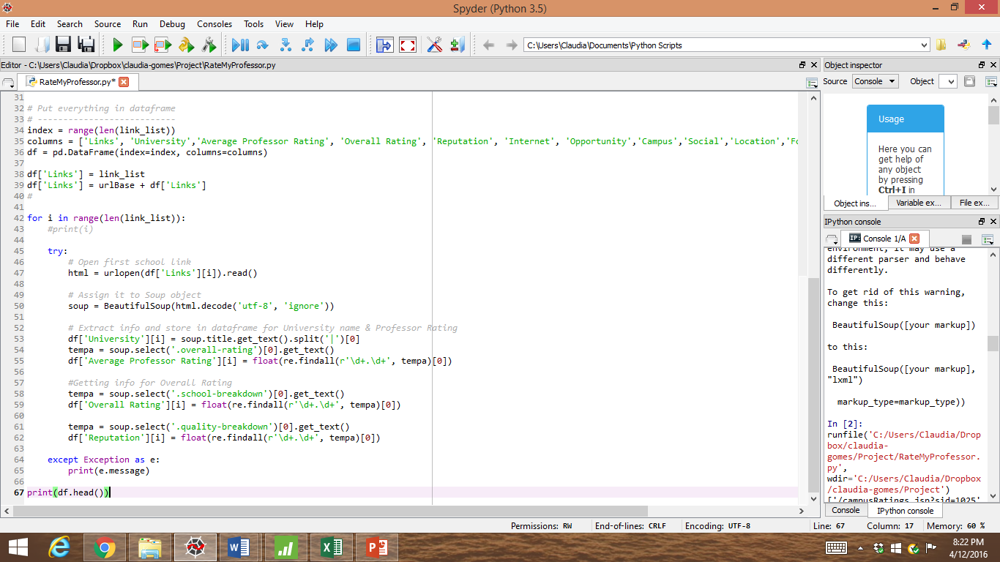 Spyder (Python 3.5)
File Edit Search Source Run Debug Consoles Tools View Help
C:\Users\Claudia\Documents\Python Scripts
Editor - C:\Users\Claudia\Dropbox\claudia-gomes\Project\RateMyProfessor.py
RateMyProfessor.py*
31
32 # Put everything in dataframe
33 # ---------------------------
34 index = range(len(link_list))
35 columns = ['Links', 'University','Average Professor Rating', 'Overall Rating', 'Reputation', 'Internet', 'Opportunity','Campus','Social','Location','Fo
36 df = pd.DataFrame(index=index, columns=columns)
37
38 df['Links'] = link_list
39 df['Links'] = urlBase + df['Links']
40 #
41
42 for i in range(len(link_list)):
43     #print(i)
44
45     try:
46         # Open first school link
47         html = urlopen(df['Links'][i]).read()
48
49         # Assign it to Soup object
50         soup = BeautifulSoup(html.decode('utf-8', 'ignore'))
51
52         # Extract info and store in dataframe for University name & Professor Rating
53         df['University'][i] = soup.title.get_text().split('|')[0]
54         tempa = soup.select('.overall-rating')[0].get_text()
55         df['Average Professor Rating'][i] = float(re.findall(r'\d+.\d+', tempa)[0])
56
57         #Getting info for Overall Rating
58         tempa = soup.select('.school-breakdown')[0].get_text()
59         df['Overall Rating'][i] = float(re.findall(r'\d+.\d+', tempa)[0])
60
61         tempa = soup.select('.quality-breakdown')[0].get_text()
62         df['Reputation'][i] = float(re.findall(r'\d+.\d+', tempa)[0])
63
64     except Exception as e:
65         print(e.message)
66
67 print(df.head())
Object inspector
Source Console Object
Usage
Here you can
get help of
any object
by pressing
Ctrl+I in
Object ins... Variable ex... File ex...
IPython console
IP: Console 1/A
environment, it may use a
different parser and behave
differently.
To get rid of this warning,
change this:
BeautifulSoup([your markup])
to this:
BeautifulSoup([your markup],
"lxml")
markup_type=markup_type))
In [2]:
runfile('C:/Users/Claudia/Drop
box/claudia-
gomes/Project/RateMyProfessor.
py',
wdir='C:/Users/Claudia/Dropbox
/claudia-gomes/Project')
['/campusRatings.jsp?sid=1025'
Console IPython console
Permissions: RW End-of-lines: CRLF Encoding: UTF-8 Line: 67 Column: 17 Memory: 60 %
8:22 PM
4/12/2016